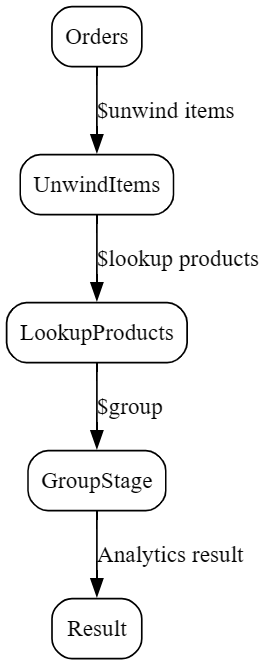 Orders
$unwind items
UnwindItems
$lookup products
LookupProducts
$group
GroupStage
Analytics result
Result